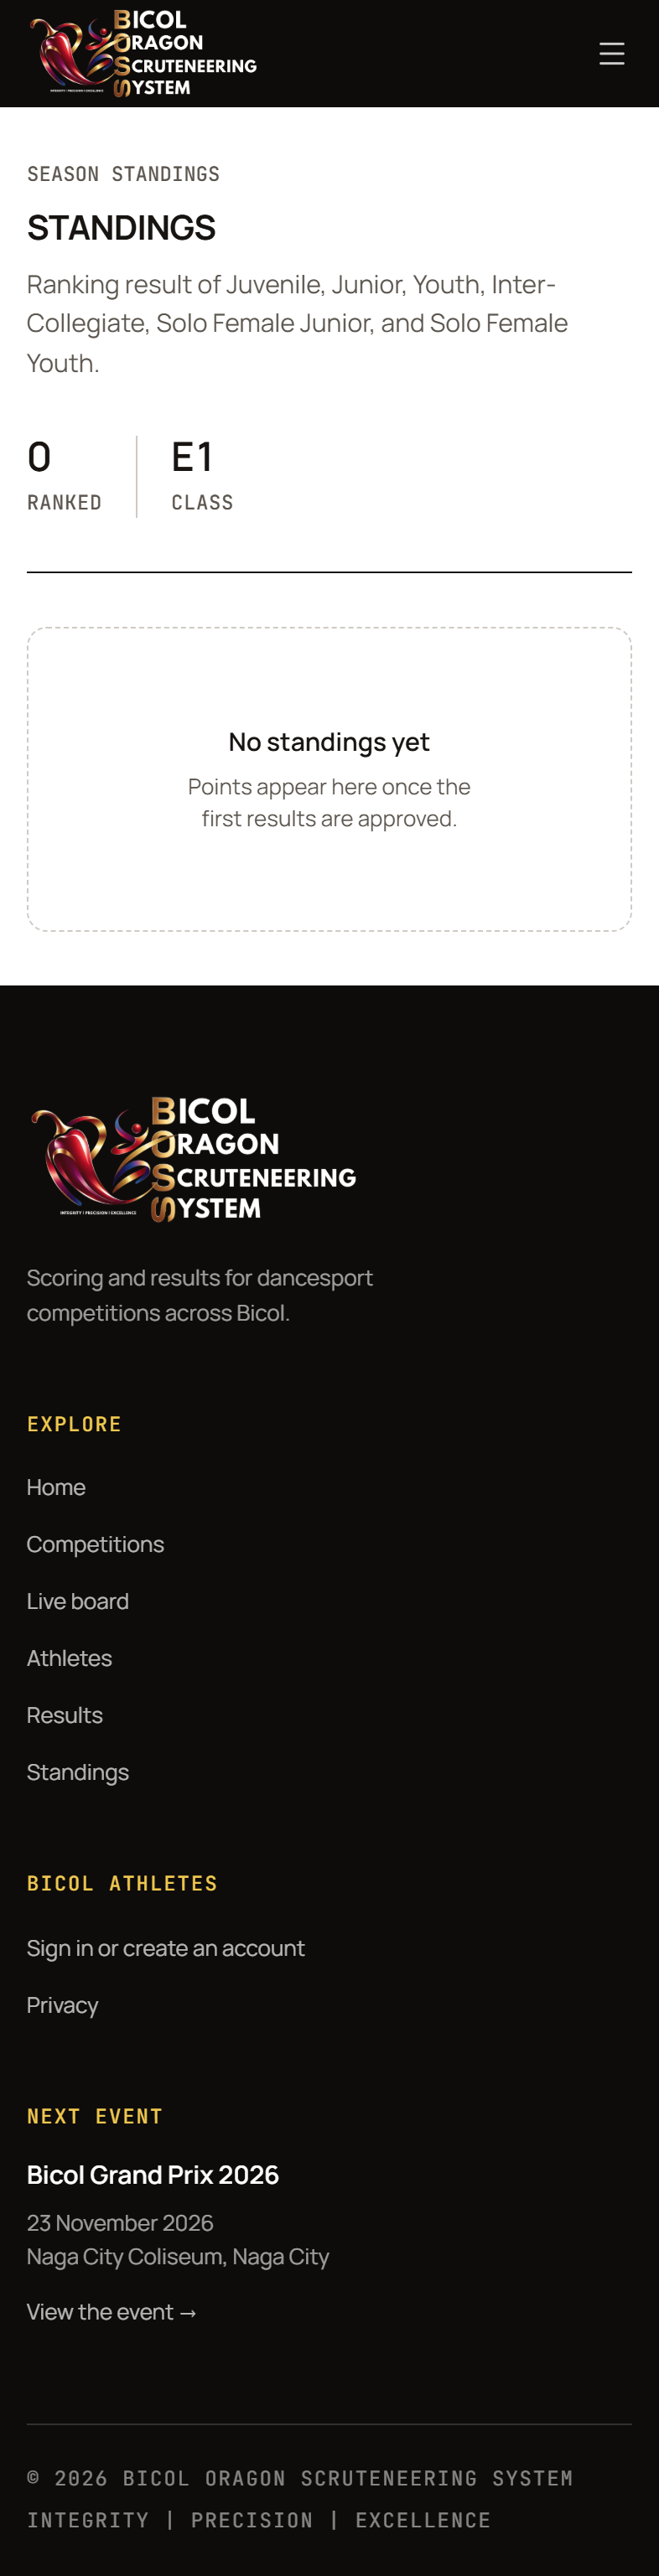 BICOL
ORAGON
SCRUTENEERING
SYSTEM
INTEGRITY | PRECISION | EXCELLENCE
SEASON STANDINGS
STANDINGS
Ranking result of Juvenile, Junior, Youth, Inter-
Collegiate, Solo Female Junior, and Solo Female
Youth.
0
RANKED
E1
CLASS
No standings yet
Points appear here once the
first results are approved.
BICOL
ORAGON
SCRUTENEERING
SYSTEM
INTEGRITY | PRECISION | EXCELLENCE
Scoring and results for dancesport
competitions across Bicol.
EXPLORE
Home
Competitions
Live board
Athletes
Results
Standings
BICOL ATHLETES
Sign in or create an account
Privacy
NEXT EVENT
Bicol Grand Prix 2026
23 November 2026
Naga City Coliseum, Naga City
View the event →
© 2026 BICOL ORAGON SCRUTENEERING SYSTEM
INTEGRITY | PRECISION | EXCELLENCE